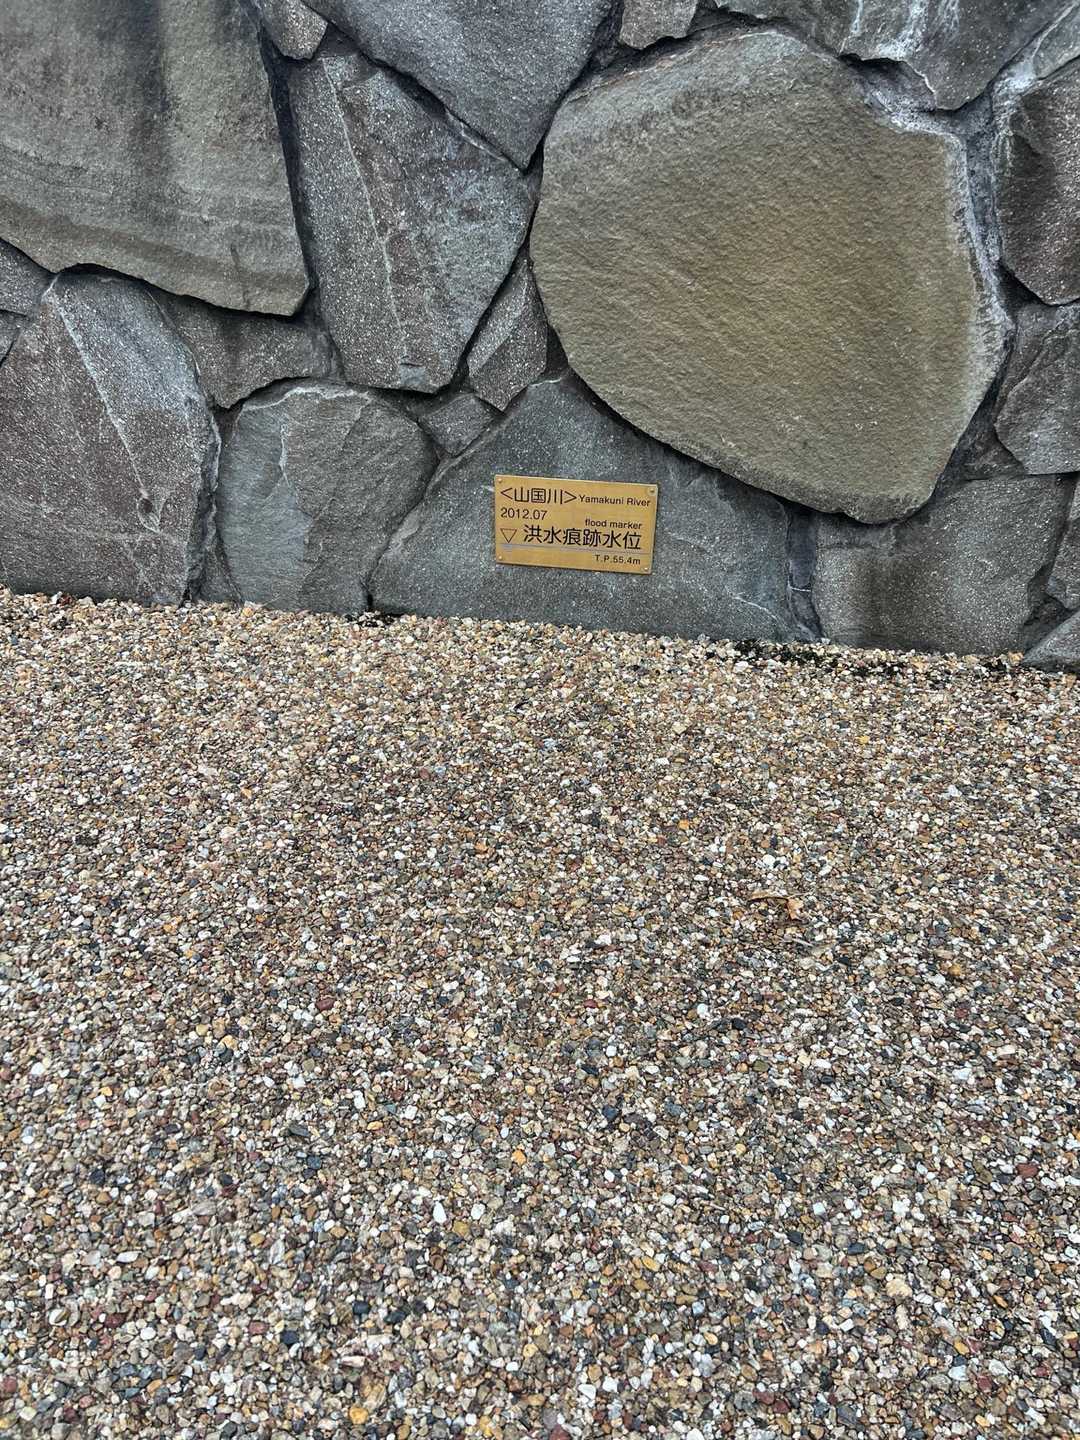 <山国川> Yamakuni River
2012.07
flood marker
▽ 洪水痕跡水位
T.P.55.4m